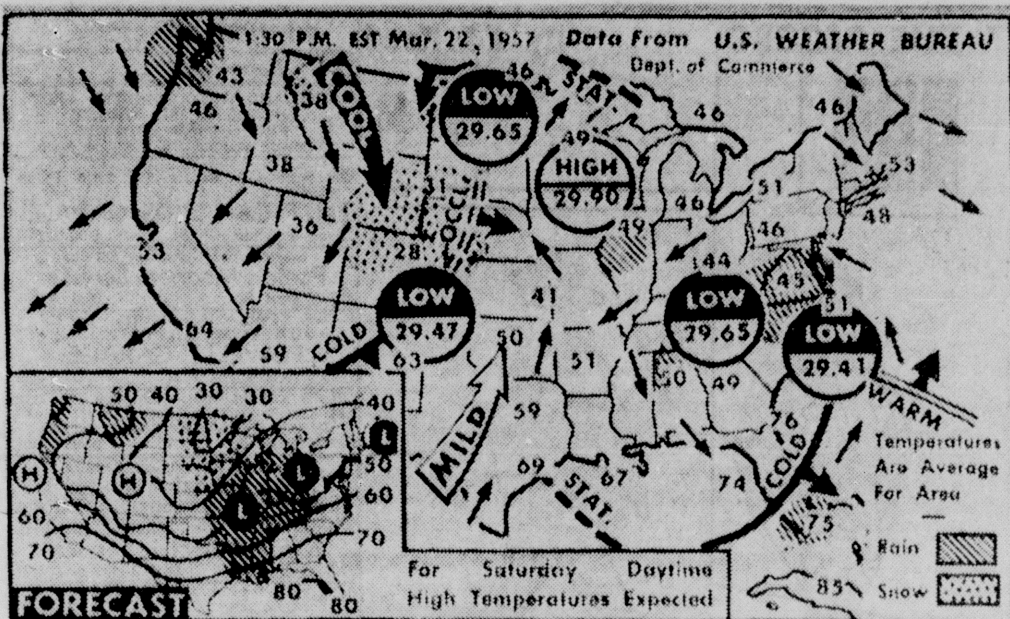 1:30 P.M. EST Mar. 22, 1957 Data From U.S. WEATHER BUREAU
Dept. of Commerce
43
46
38
COOL
46
LOW
29.65
STAT.
46
46
49
HIGH
29.90
38
31
OCCL.
46
51
53
48
36
28
49
46
53
44
45
LOW
29.47
41
LOW
29.65
51
LOW
29.41
64
59
COLD
63
50
51
50
49
WARM
59
MILD
76
COLD
69
STAT.
67
74
75
Temperatures
Are Average
For Area
Rain
85
Snow
50 40 30 30
40
L
50
H
H
L
L
60
60
70
70
80
80
FORECAST
For Saturday Daytime
High Temperatures Expected